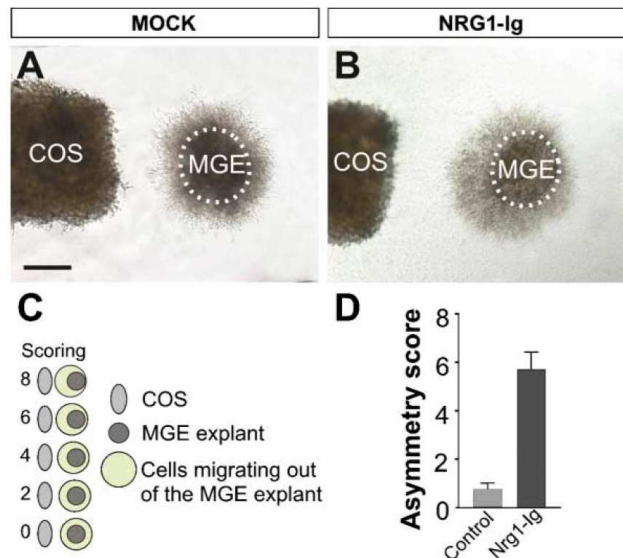 MOCK
NRG1-Ig
A
COS
MGE
B
COS
MGE
C
Scoring
8
6
4
2
0
COS
MGE explant
Cells migrating out
of the MGE explant
D
Asymmetry score
8
6
4
2
0
Control
Nrg1-Ig